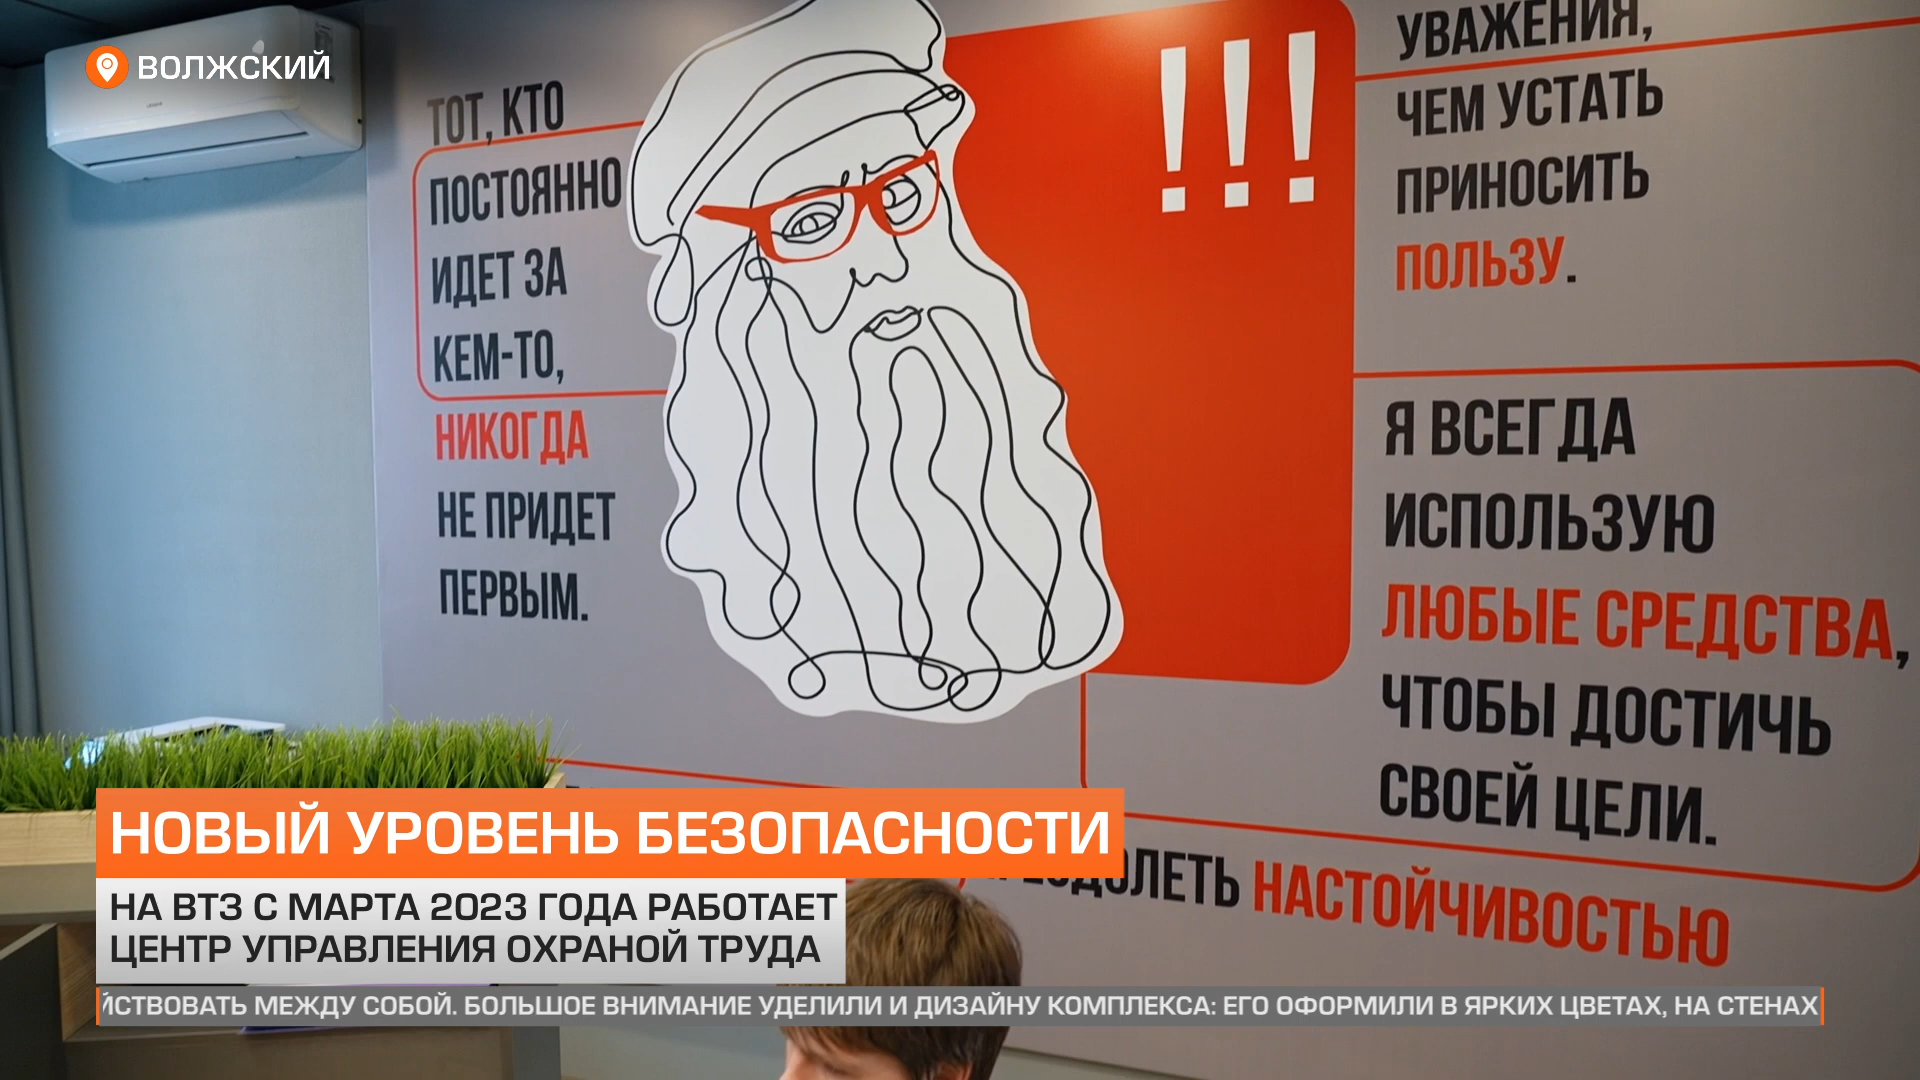 ВОЛЖСКИЙ
ТОТ, КТО
ПОСТОЯННО
ИДЕТ ЗА
КЕМ-ТО,
НИКОГДА
НЕ ПРИДЕТ
ПЕРВЫМ.
!!!
УВАЖЕНИЯ,
ЧЕМ УСТАТЬ
ПРИНОСИТЬ
ПОЛЬЗУ.
Я ВСЕГДА
ИСПОЛЬЗУЮ
ЛЮБЫЕ СРЕДСТВА,
ЧТОБЫ ДОСТИЧЬ
СВОЕЙ ЦЕЛИ.
НАСТОЙЧИВОСТЬЮ
НОВЫЙ УРОВЕНЬ БЕЗОПАСНОСТИ
НА ВТЗ С МАРТА 2023 ГОДА РАБОТАЕТ
ЦЕНТР УПРАВЛЕНИЯ ОХРАНОЙ ТРУДА
ЙСТВОВАТЬ МЕЖДУ СОБОЙ. БОЛЬШОЕ ВНИМАНИЕ УДЕЛИЛИ И ДИЗАЙНУ КОМПЛЕКСА: ЕГО ОФОРМИЛИ В ЯРКИХ ЦВЕТАХ, НА СТЕНАХ